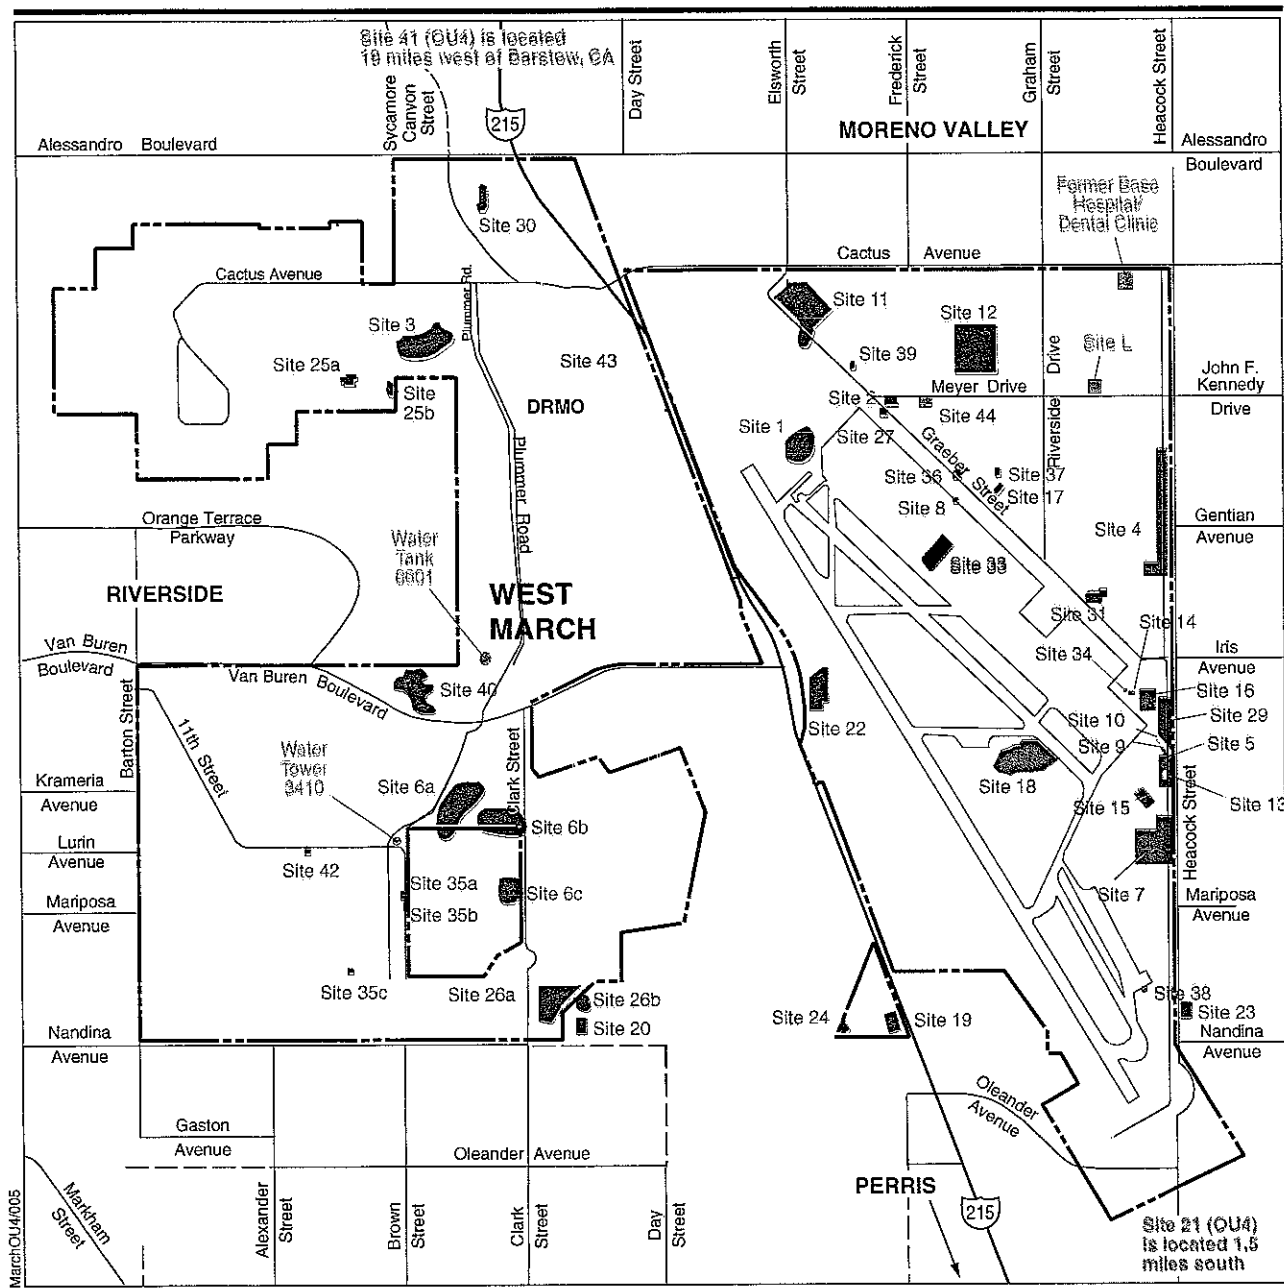 Site 41 (OU4) is located
19 miles west of Barstow, CA
Sycamore
Canyon
Street
215
Day Street
Elsworth
Street
Frederick
Street
Graham
Street
Heacock Street
MORENO VALLEY
Alessandro Boulevard
Alessandro
Boulevard
Former Base
Hospital/
Dental Clinic
Site 30
Cactus Avenue
Cactus Avenue
Plummer Rd.
Site 3
Site 11
Site 12
Site 25a
Site
25b
Site 43
DRMO
Site 39
Site L
Riverside Drive
Meyer Drive
John F.
Kennedy
Drive
Site 2
Site 44
Site 1
Site 27
Graeber Street
Site 36
Site 37
Site 17
Site 8
Site 4
Plummer Road
Orange Terrace
Parkway
Gentian
Avenue
Water
Tank
6601
Site 33
RIVERSIDE
WEST
MARCH
Site 31
Site 14
Van Buren
Boulevard
Van Buren Boulevard
Site 34
Iris
Avenue
Site 40
Site 16
Site 10
Site 29
Site 22
Site 9
Site 5
Barton Street
11th Street
Water
Tower
3410
Clark Street
Krameria
Avenue
Site 6a
Site 18
Site 15
Site 13
Heacock Street
Site 6b
Lurin
Avenue
Site 42
Site 35a
Site 6c
Site 7
Mariposa
Avenue
Site 35b
Mariposa
Avenue
Site 35c
Site 26a
Site 26b
Site 38
Site 20
Site 24
Site 19
Site 23
Nandina
Avenue
Nandina
Avenue
Oleander
Avenue
Gaston
Avenue
Oleander Avenue
PERRIS
215
Markham
Street
Alexander
Street
Brown
Street
Clark
Street
Day
Street
Site 21 (OU4)
is located 1.5
miles south
MarchOU4/005